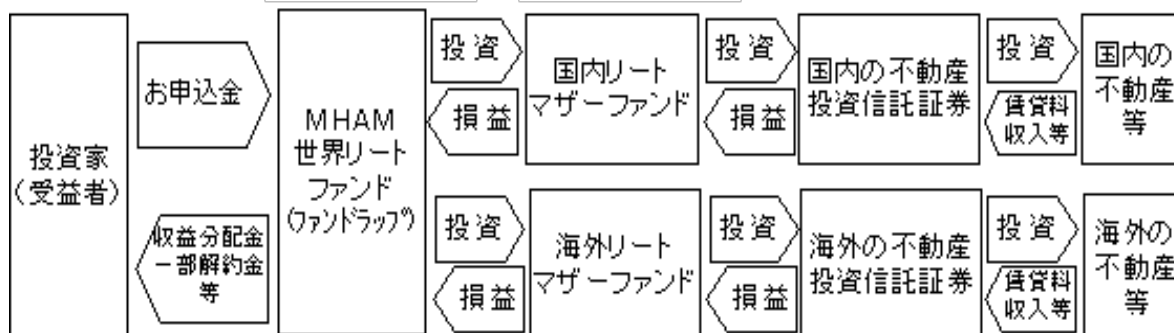 投資家
(受益者)
お申込金
収益分配金
一部解約金
等
MHAM
世界リート
ファンド
(ファンドラップ)
投資
損益
国内リート
マザーファンド
投資
損益
国内の不動産
投資信託証券
投資
賃貸料
収入等
国内の
不動産
等
投資
損益
海外リート
マザーファンド
投資
損益
海外の不動産
投資信託証券
投資
賃貸料
収入等
海外の
不動産
等